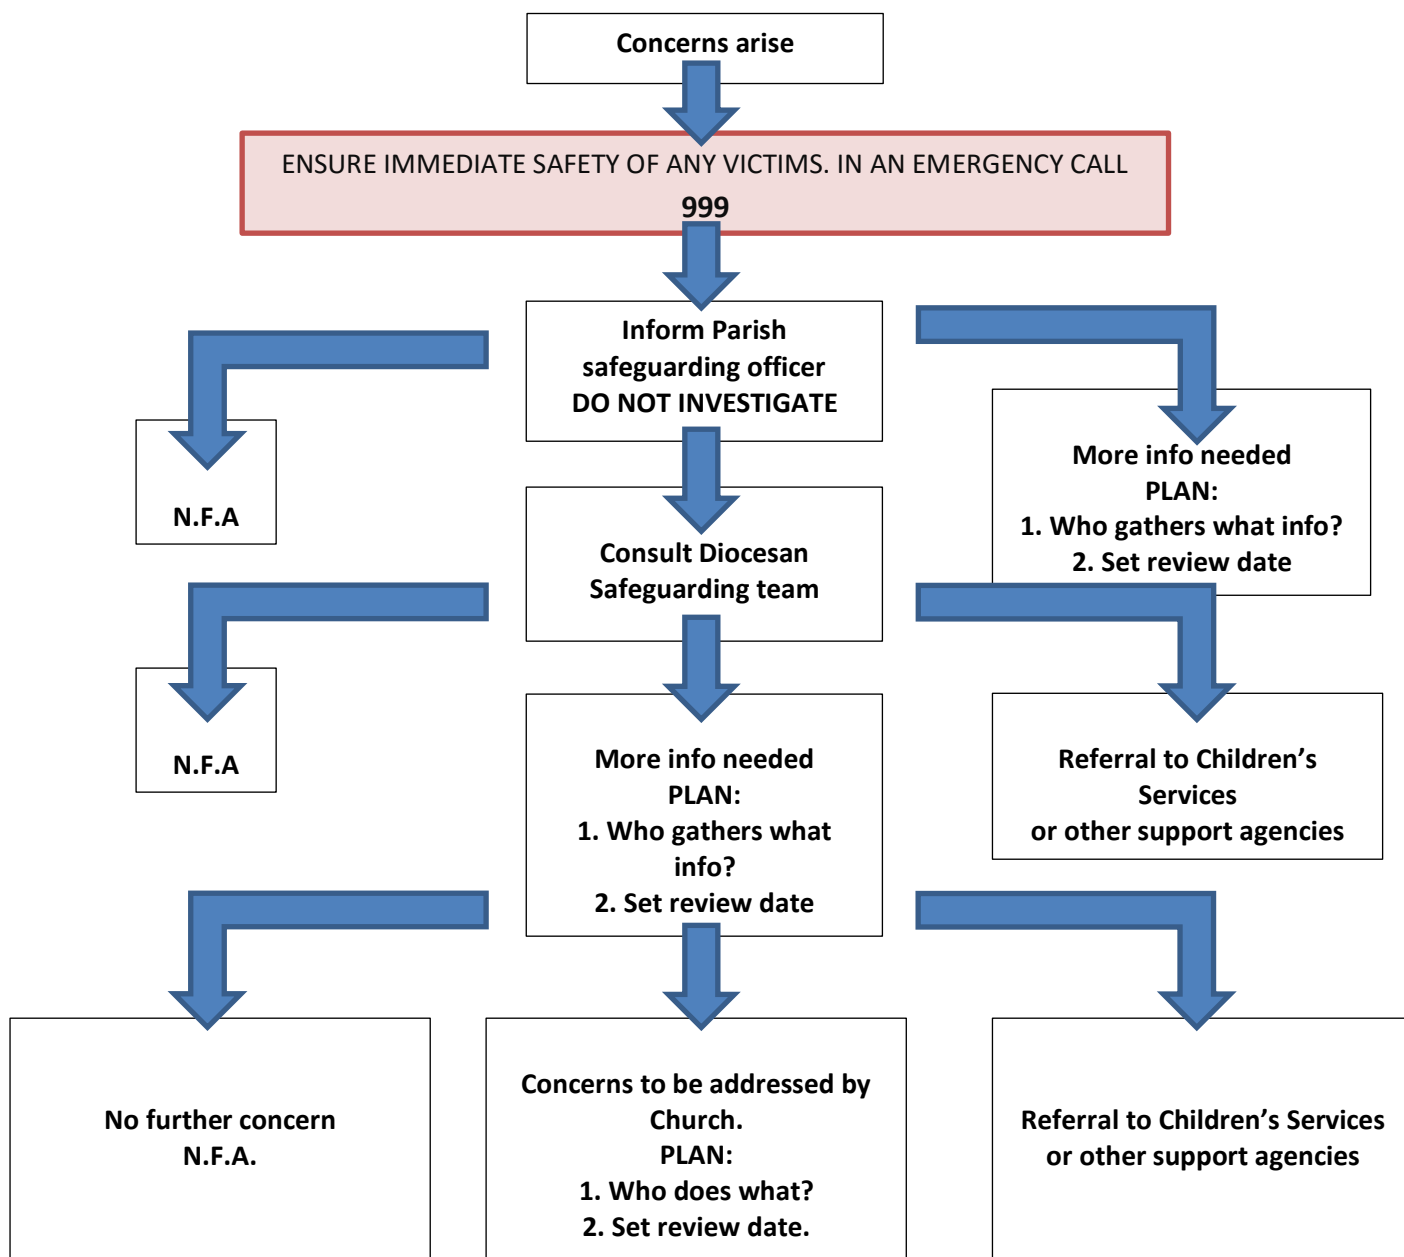 Concerns arise
ENSURE IMMEDIATE SAFETY OF ANY VICTIMS. IN AN EMERGENCY CALL
999
Inform Parish
safeguarding officer
DO NOT INVESTIGATE
N.F.A
More info needed
PLAN:
1. Who gathers what info?
2. Set review date
Consult Diocesan
Safeguarding team
N.F.A
More info needed
PLAN:
1. Who gathers what
info?
2. Set review date
Referral to Children’s
Services
or other support agencies
No further concern
N.F.A.
Concerns to be addressed by
Church.
PLAN:
1. Who does what?
2. Set review date.
Referral to Children’s Services
or other support agencies